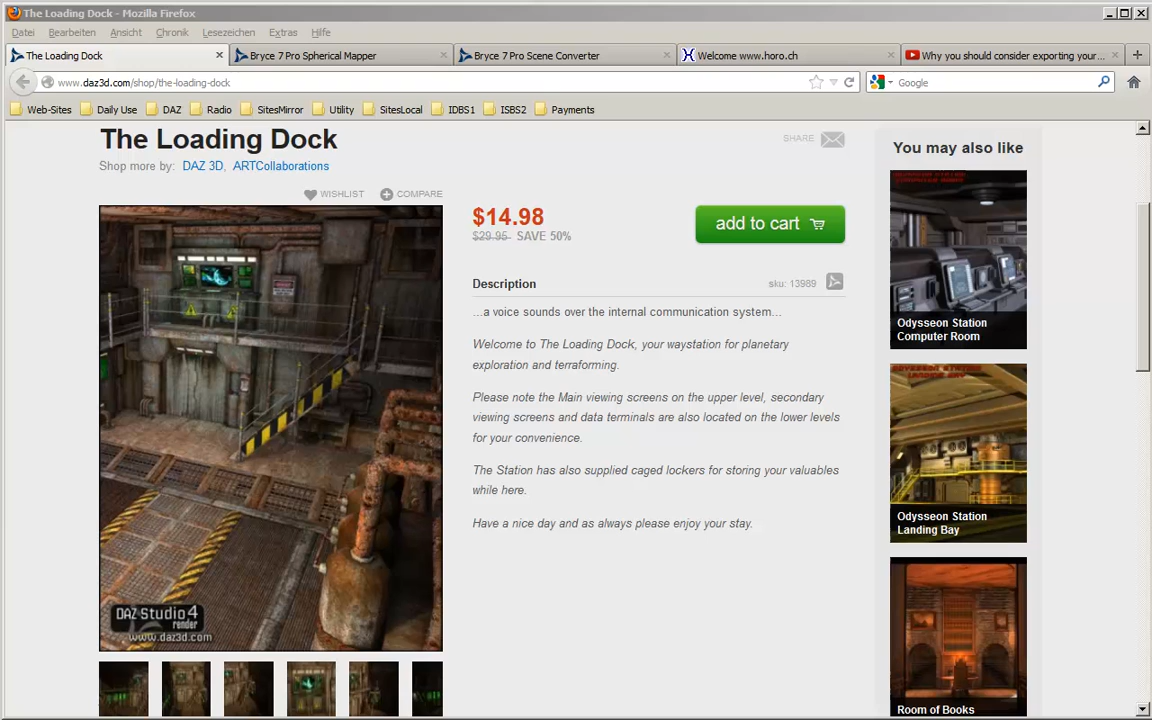 The Loading Dock - Mozilla Firefox
Datei Bearbeiten Ansicht Chronik Lesezeichen Extras Hilfe
The Loading Dock Bryce 7 Pro Spherical Mapper Bryce 7 Pro Scene Converter Welcome www.horo.ch Why you should consider exporting your...
www.daz3d.com/shop/the-loading-dock Google
Web-Sites Daily Use DAZ Radio SitesMirror Utility SitesLocal IDBS1 ISBS2 Payments
The Loading Dock
Shop more by: DAZ 3D, ARTCollaborations
SHARE
WISHLIST COMPARE
DAZ Studio 4
render
www.daz3d.com
$14.98
$29.95 SAVE 50%
add to cart
Description sku: 13989
...a voice sounds over the internal communication system...
Welcome to The Loading Dock, your waystation for planetary
exploration and terraforming.
Please note the Main viewing screens on the upper level, secondary
viewing screens and data terminals are also located on the lower levels
for your convenience.
The Station has also supplied caged lockers for storing your valuables
while here.
Have a nice day and as always please enjoy your stay.
You may also like
Odysseon Station
Computer Room
Odysseon Station
Landing Bay
Room of Books